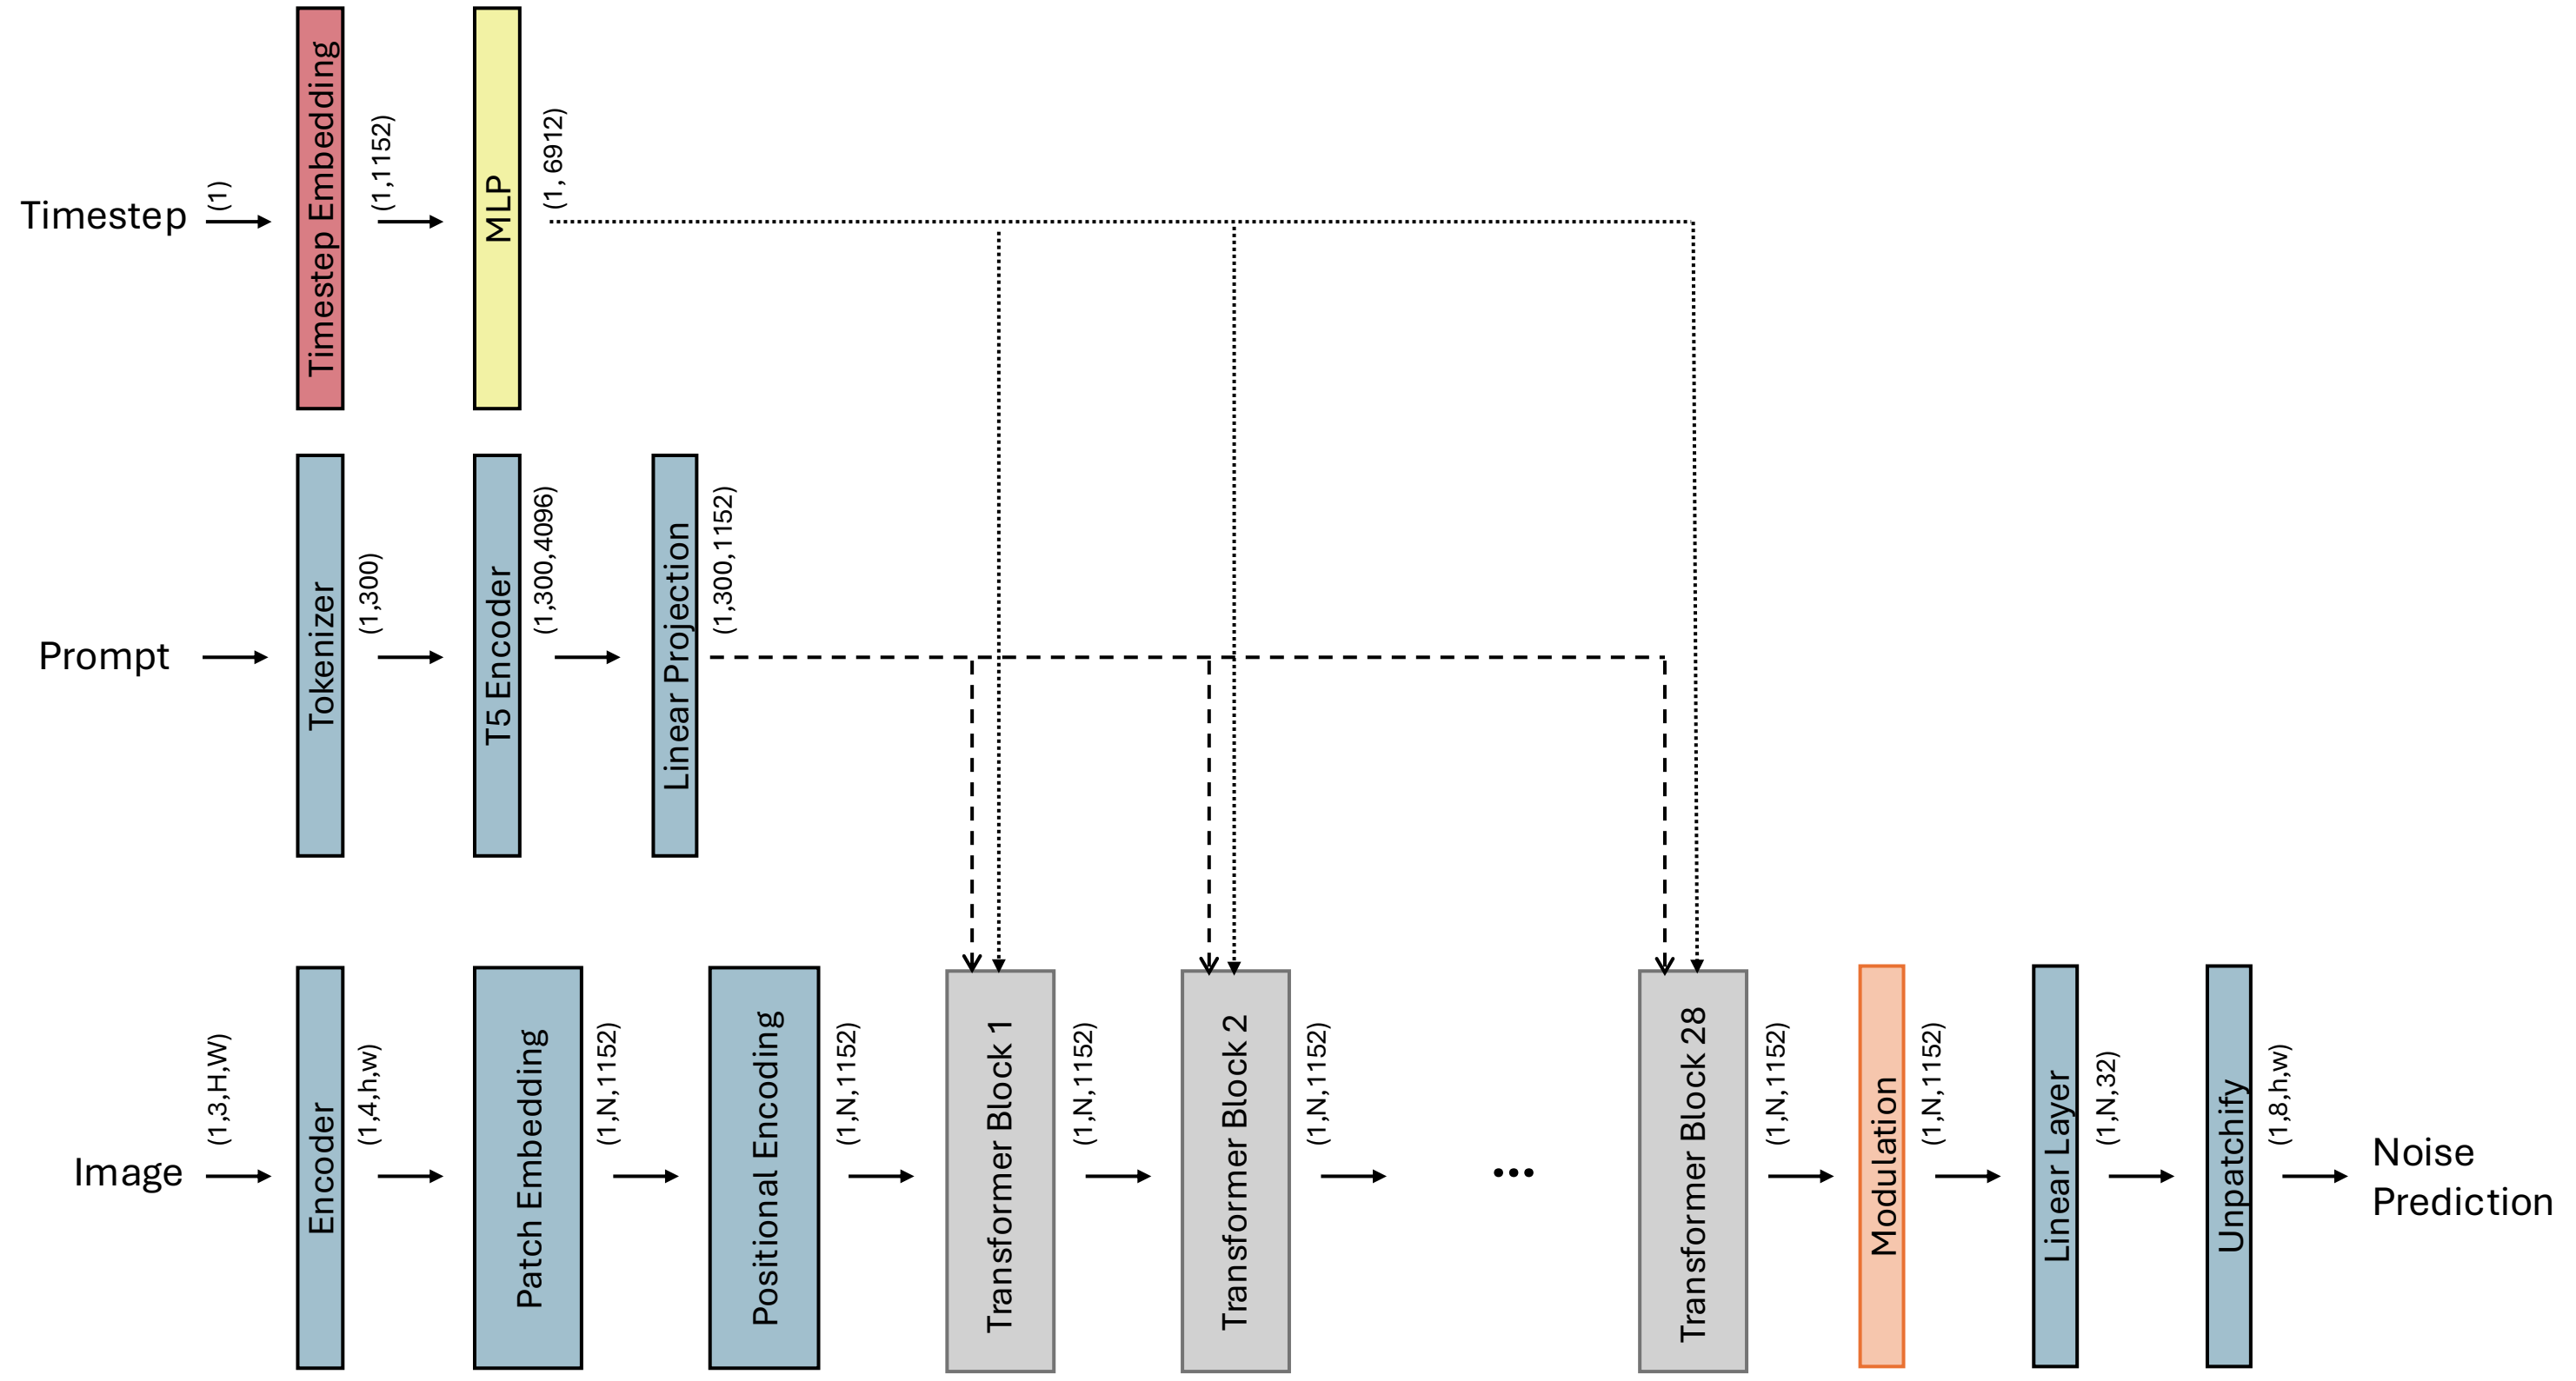 Timestep
(1)
Timestep Embedding
(1,1152)
MLP
(1, 6912)
Prompt
Tokenizer
(1,300)
T5 Encoder
(1,300,4096)
Linear Projection
(1,300,1152)
Image
(1,3,H,W)
Encoder
(1,4,h,w)
Patch Embedding
(1,N,1152)
Positional Encoding
(1,N,1152)
Transformer Block 1
(1,N,1152)
Transformer Block 2
(1,N,1152)
...
Transformer Block 28
(1,N,1152)
Modulation
(1,N,1152)
Linear Layer
(1,N,32)
Unpatchify
(1,8,h,w)
Noise
Prediction